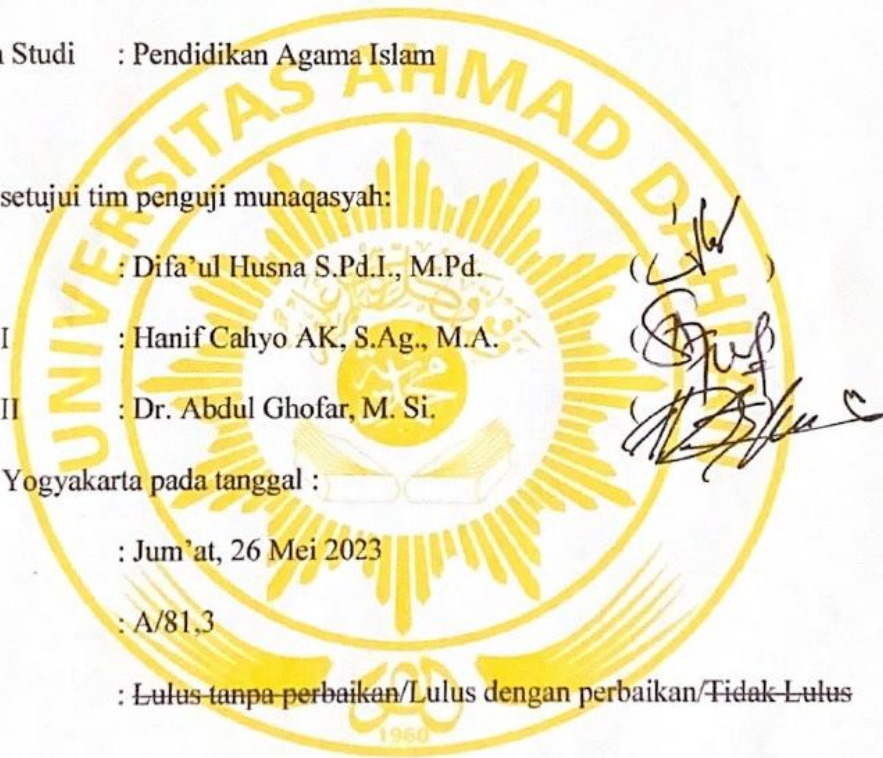 n Studi : Pendidikan Agama Islam
UNIVERSITAS AHMAD DAHLAN
setujui tim penguji munaqasyah:
: Difa'ul Husna S.Pd.I., M.Pd. ( )
I : Hanif Cahyo AK, S.Ag., M.A. ( )
II : Dr. Abdul Ghofar, M. Si. (
Yogyakarta pada tanggal :
: Jum'at, 26 Mei 2023
: A/81,3
: Lulus tanpa perbaikan/Lulus dengan perbaikan/Tidak Lulus
1960